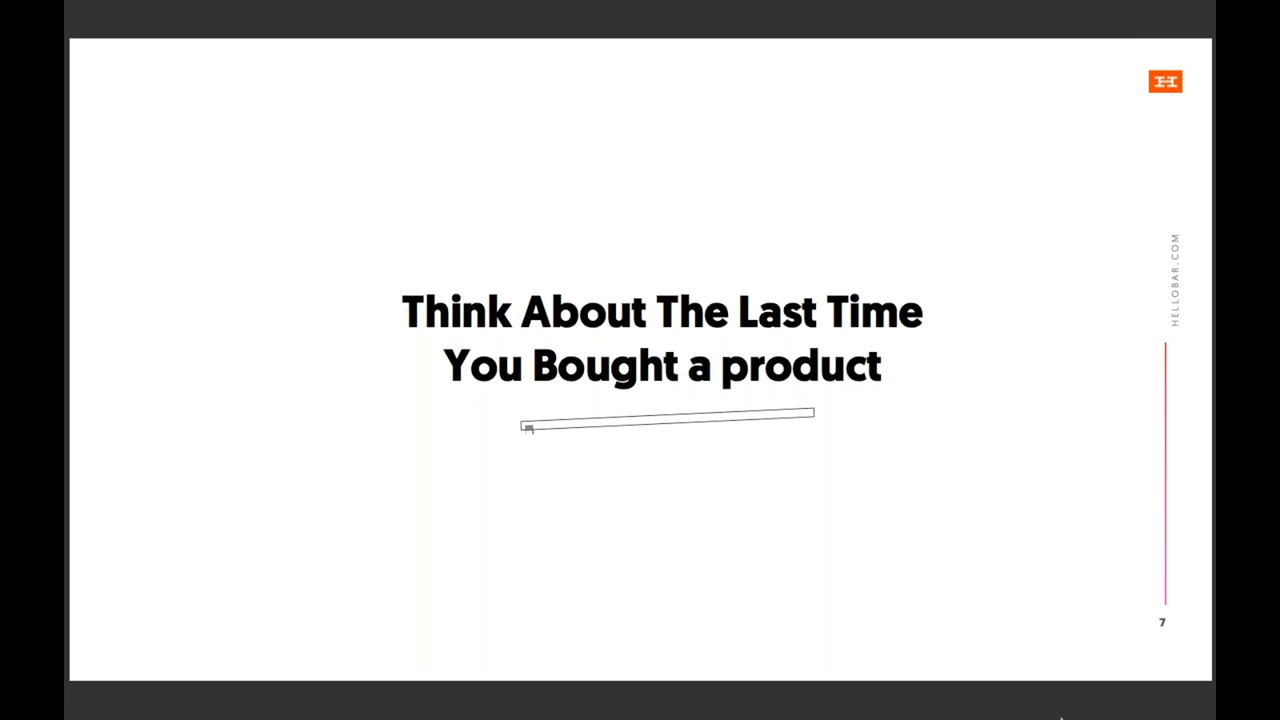 H
HELLOBAR.COM
Think About The Last Time
You Bought a product
7